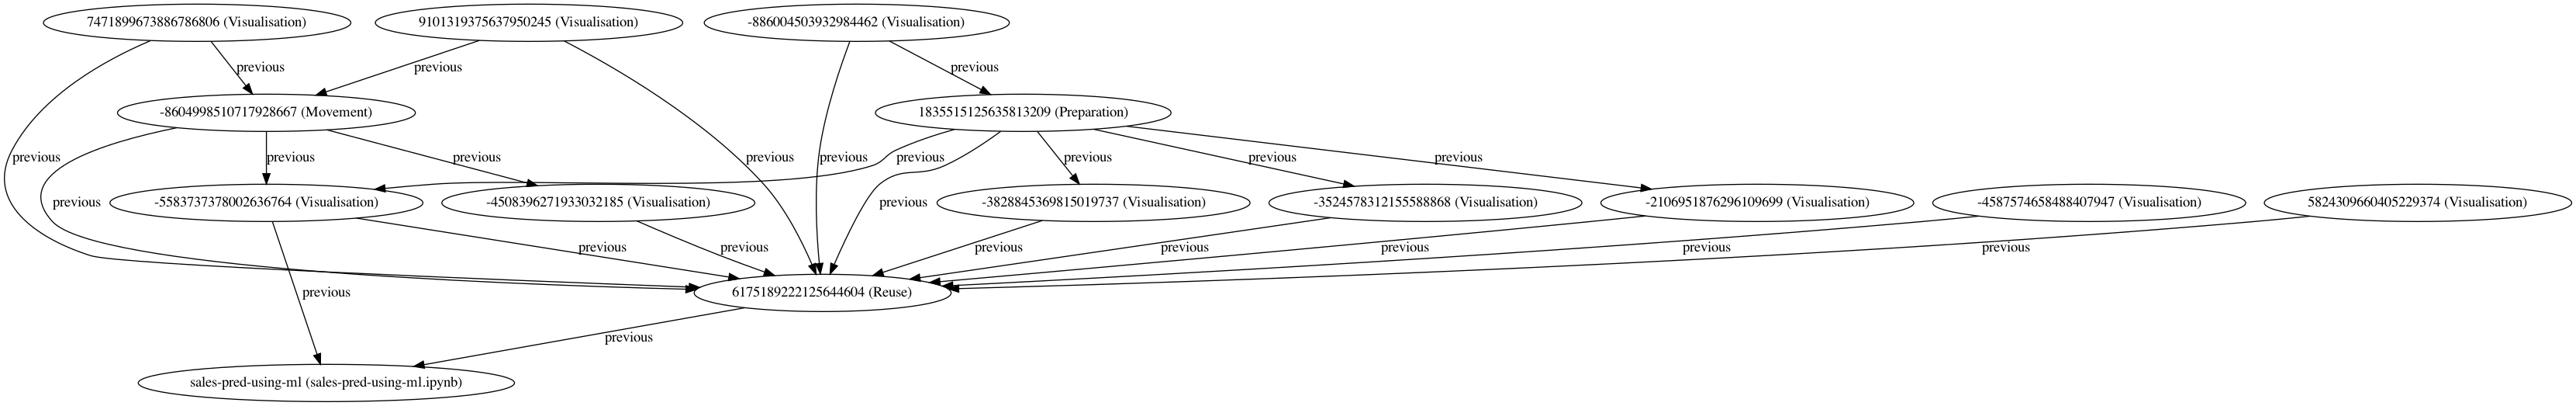 7471899673886786806 (Visualisation)
9101319375637950245 (Visualisation)
-886004503932984462 (Visualisation)
previous
previous
previous
-8604998510717928667 (Movement)
1835515125635813209 (Preparation)
previous
previous
previous
previous
previous
previous
previous
previous
previous
previous
previous
previous
-5583737378002636764 (Visualisation)
-4508396271933032185 (Visualisation)
-3828845369815019737 (Visualisation)
-3524578312155588868 (Visualisation)
-2106951876296109699 (Visualisation)
-4587574658488407947 (Visualisation)
5824309660405229374 (Visualisation)
previous
previous
previous
previous
previous
previous
previous
6175189222125644604 (Reuse)
previous
previous
sales-pred-using-ml (sales-pred-using-ml.ipynb)